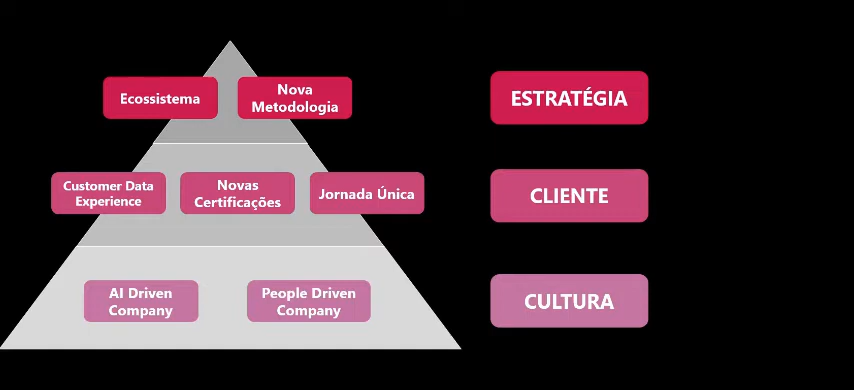 Ecossistema
Nova
Metodologia
ESTRATÉGIA
Customer Data
Experience
Novas
Certificações
Jornada Única
CLIENTE
AI Driven
Company
People Driven
Company
CULTURA